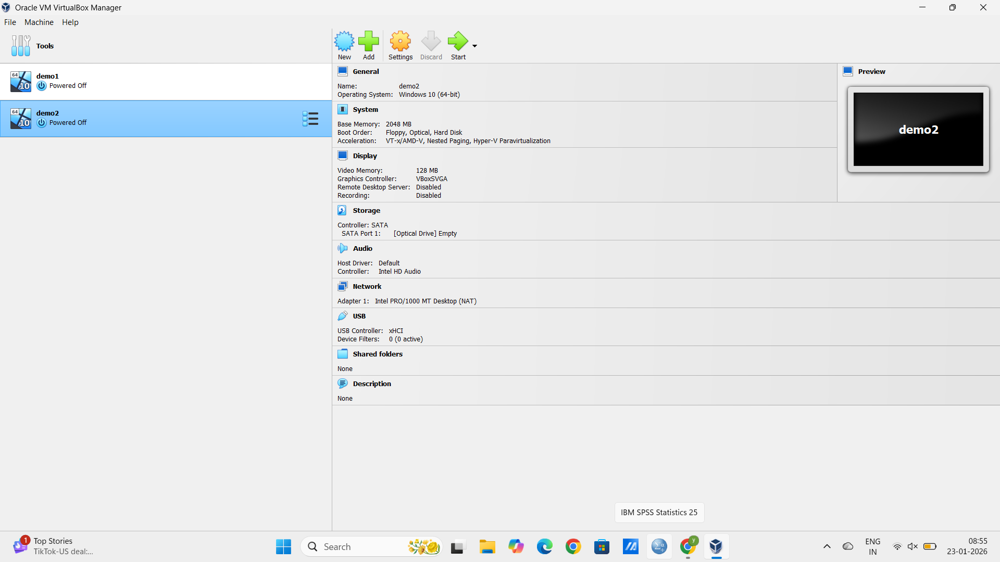 Oracle VM VirtualBox Manager
File Machine Help
Tools
New Add Settings Discard Start
64
10
demo1
Powered Off
64
10
demo2
Powered Off
General
Name: demo2
Operating System: Windows 10 (64-bit)
System
Base Memory: 2048 MB
Boot Order: Floppy, Optical, Hard Disk
Acceleration: VT-x/AMD-V, Nested Paging, Hyper-V Paravirtualization
Display
Video Memory: 128 MB
Graphics Controller: VBoxSVGA
Remote Desktop Server: Disabled
Recording: Disabled
Preview
demo2
Storage
Controller: SATA
SATA Port 1: [Optical Drive] Empty
Audio
Host Driver: Default
Controller: Intel HD Audio
Network
Adapter 1: Intel PRO/1000 MT Desktop (NAT)
USB
USB Controller: xHCI
Device Filters: 0 (0 active)
Shared folders
None
Description
None
IBM SPSS Statistics 25
1
Top Stories
TikTok-US deal:...
Search
y
ENG
IN
08:55
23-01-2026